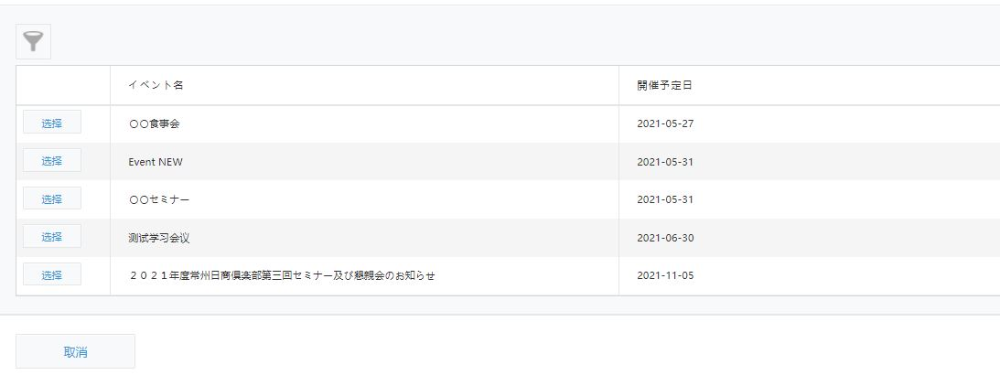 イベント名 開催予定日
选择 〇〇食事会 2021-05-27
选择 Event NEW 2021-05-31
选择 〇〇セミナー 2021-05-31
选择 测试学习会议 2021-06-30
选择 ２０２１年度常州日商倶楽部第三回セミナー及び懇親会のお知らせ 2021-11-05
取消